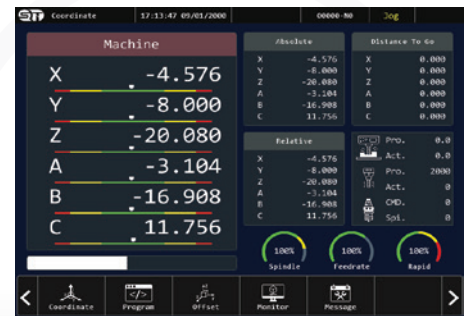 Coordinate 17:13:47 09/01/2000 00000-N0 Jog
Machine
X -4.576
Y -8.000
Z -20.080
A -3.104
B -16.908
C 11.756
Absolute
X -4.576
Y -8.000
Z -20.080
A -3.104
B -16.908
C 11.756
Distance To Go
X 0.000
Y 0.000
Z 0.000
A 0.000
B 0.000
C 0.000
Relative
X -4.576
Y -8.000
Z -20.080
A -3.104
B -16.908
C 11.756
Pro. 0.0
Act. 0.0
Pro. 2000
Act. 0
CMD. 0
Spi. 0
100% 100% 100%
Spindle Feedrate Rapid
Coordinate Program Offset Monitor Message